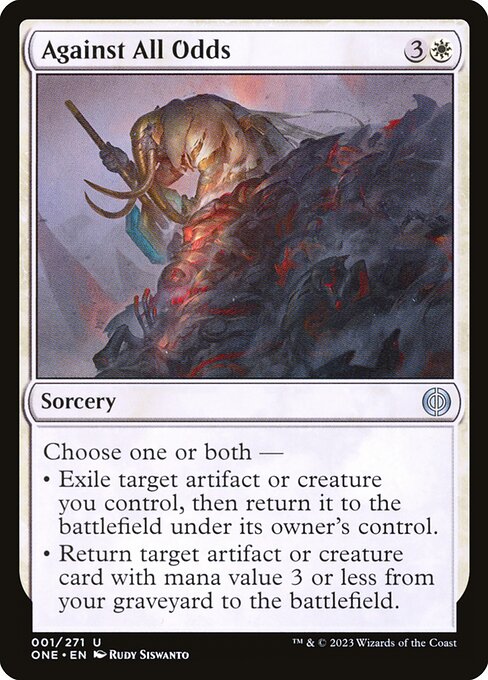 Against All Odds 3
Sorcery
Choose one or both —
• Exile target artifact or creature
you control, then return it to the
battlefield under its owner's control.
• Return target artifact or creature
card with mana value 3 or less from
your graveyard to the battlefield.
001/271 U
ONE • EN Rudy Siswanto
™ & © 2023 Wizards of the Coast